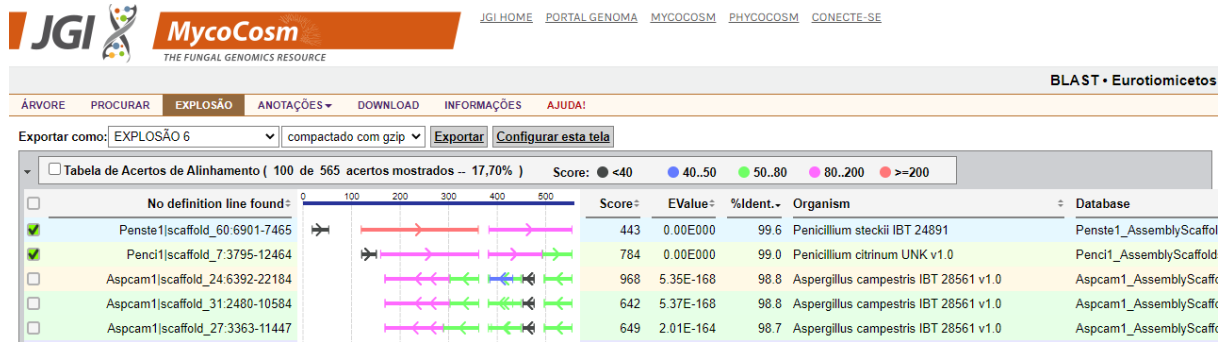 JGI HOME PORTAL GENOMA MYCOCOSM PHYCOCOSM CONECTE-SE
JGI MycoCosm
THE FUNGAL GENOMICS RESOURCE
BLAST • Eurotiomicetos
ÁRVORE PROCURAR EXPLOSÃO ANOTAÇÕES DOWNLOAD INFORMAÇÕES AJUDA!
Exportar como: EXPLOSÃO 6 compactado com gzip Exportar Configurar esta tela
Tabela de Acertos de Alinhamento ( 100 de 565 acertos mostrados -- 17,70% ) Score: <40 40..50 50..80 80..200 >=200
No definition line found 0 100 200 300 400 500 Score EValue %Ident. Organism Database
Penste1|scaffold_60:6901-7465 443 0.00E000 99.6 Penicillium steckii IBT 24891 Penste1_AssemblyScaffol
Penci1|scaffold_7:3795-12464 784 0.00E000 99.0 Penicillium citrinum UNK v1.0 Penci1_AssemblyScaffold
Aspcam1|scaffold_24:6392-22184 968 5.35E-168 98.8 Aspergillus campestris IBT 28561 v1.0 Aspcam1_AssemblyScaffo
Aspcam1|scaffold_31:2480-10584 642 5.37E-168 98.8 Aspergillus campestris IBT 28561 v1.0 Aspcam1_AssemblyScaffo
Aspcam1|scaffold_27:3363-11447 649 2.01E-164 98.7 Aspergillus campestris IBT 28561 v1.0 Aspcam1_AssemblyScaffo